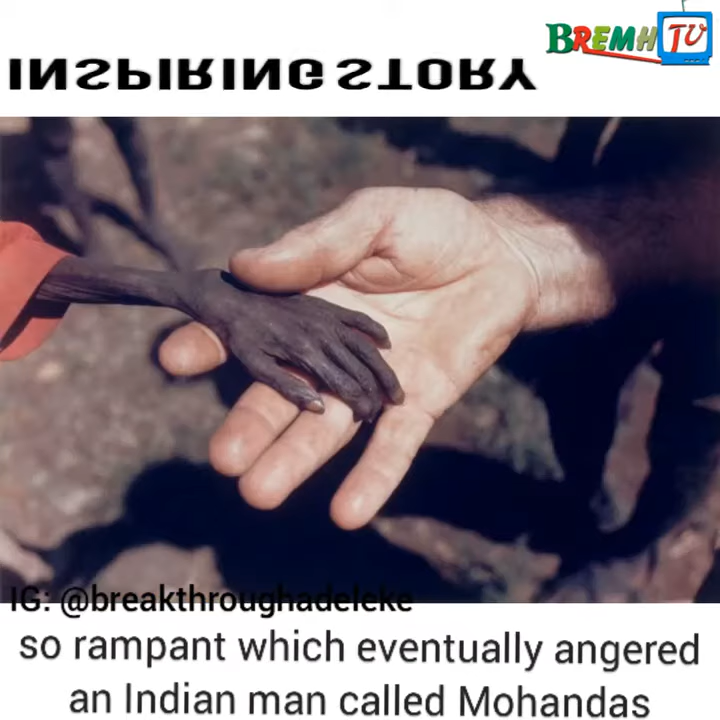 BREMH TV
INSPIRING STORY
IG: @breakthroughadeleke
so rampant which eventually angered
an Indian man called Mohandas